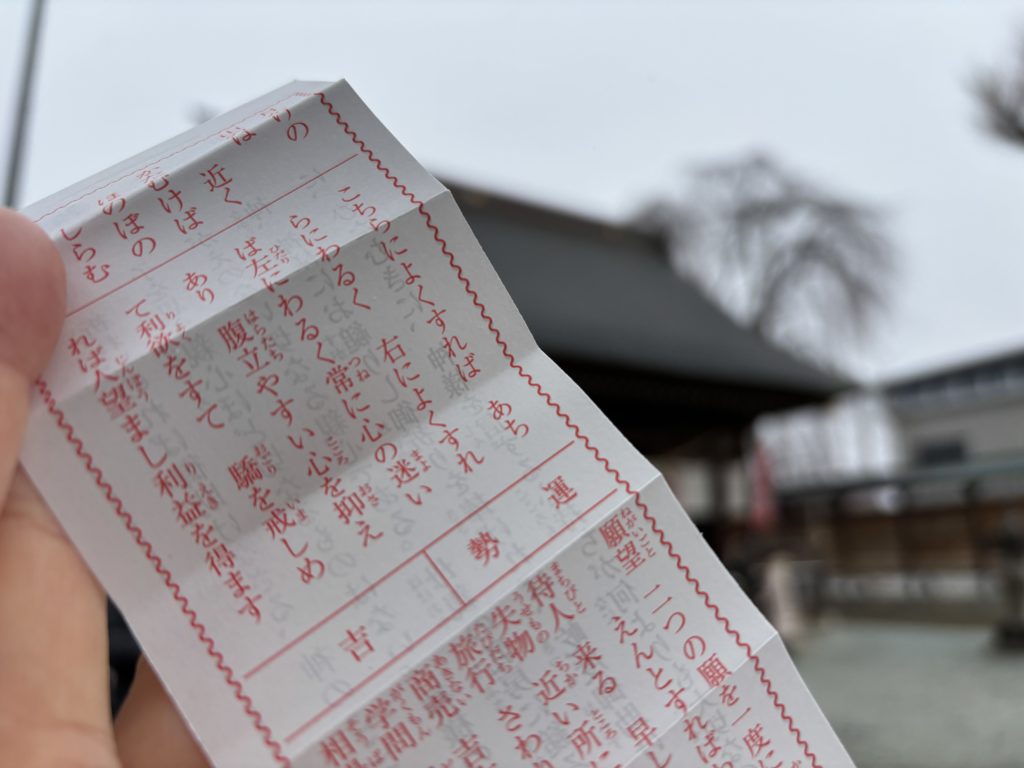 の
近く
むけば
ほの
しらむ
こちらによくすれば あち
らにわるく 右によくすれ
ば左にわるく常に心の迷い
あり 腹立やすい心を抑え
て利欲をすて 驕を戒しめ
れば人望まし利益を得ます
運勢
吉
願望 二つの願を一度に
えんとすれば
待人 来る 早し
失物 近い所に
旅行 さわ
商売 吉
学問
相